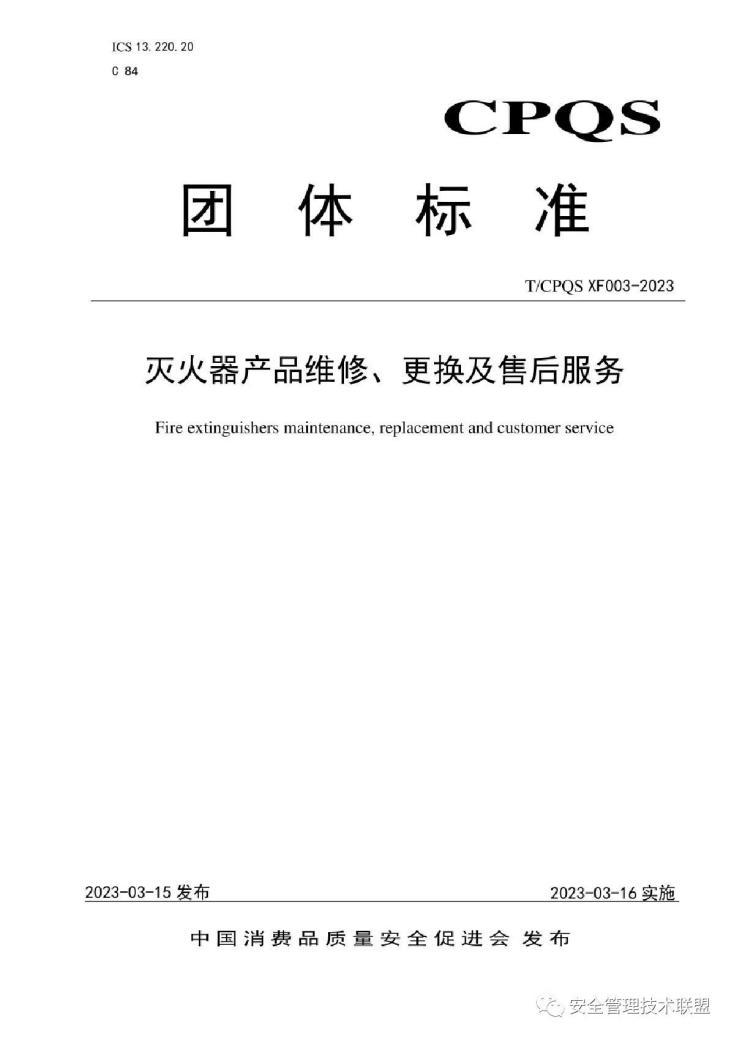 ICS 13.220.20
C 84
CPQS
团体标准
T/CPQS XF003-2023
灭火器产品维修、更换及售后服务
Fire extinguishers maintenance, replacement and customer service
2023-03-15 发布
2023-03-16 实施
中国消费品质量安全促进会 发布
安全管理技术联盟